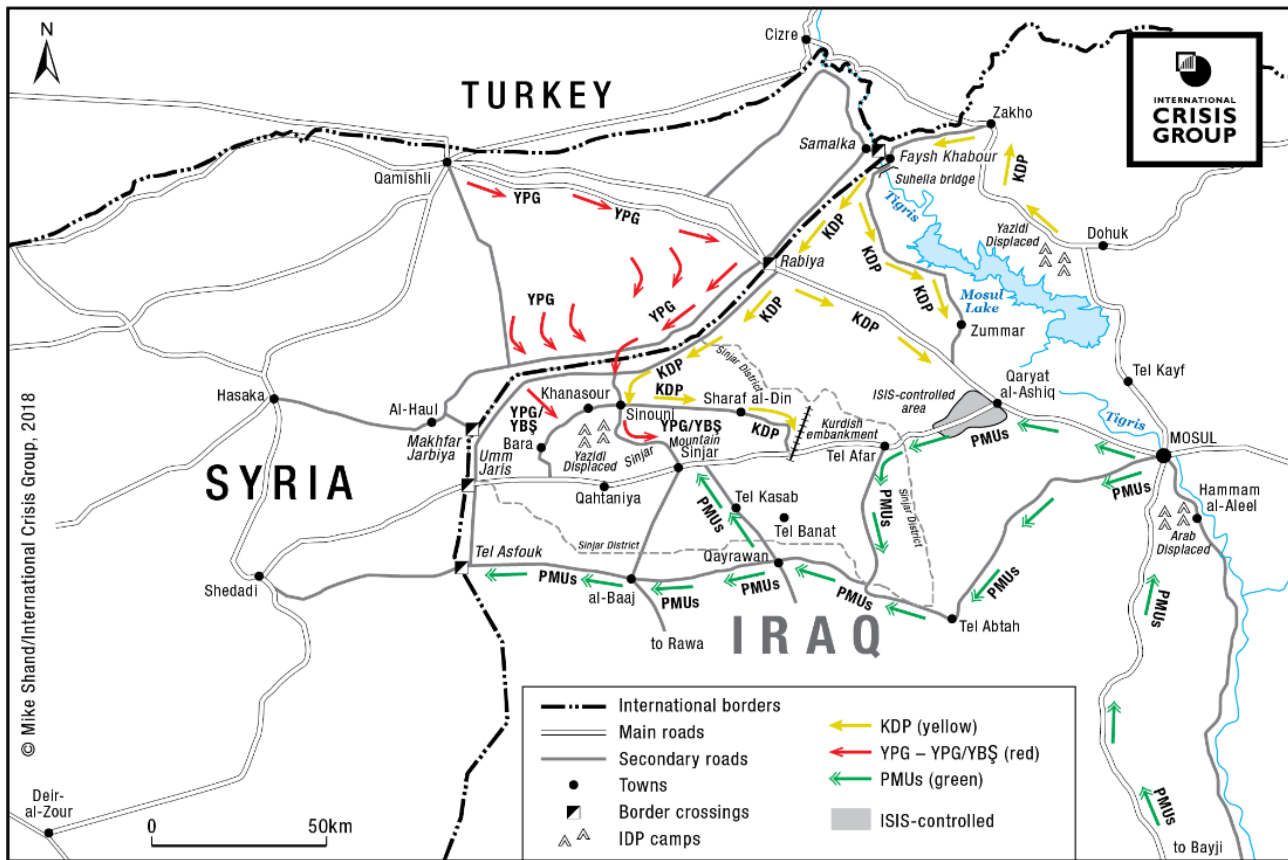 N
Cizre
TURKEY
INTERNATIONAL
CRISIS
GROUP
Zakho
Samalka
Faysh Khabour
Suheila bridge
KDP
KDP
Qamishli
YPG
YPG
Tigris
Yazidi
Displaced
Dohuk
KDP
KDP
Rabiya
Mosul
Lake
KDP
YPG
YPG
KDP
KDP
Zummar
Sinjar District
KDP
Tel Kayf
Hasaka
Al-Haul
Khanasour
KDP
Sharaf al-Din
ISIS-controlled
area
Qaryat
al-Ashiq
Sinouni
YPG/
YBŞ
YPG/YBŞ
KDP
Kurdish
embankment
Tigris
Makhfar
Jarbiya
Bara
Mountain
Sinjar
Sinjar
PMUs
MOSUL
Umm
Jaris
Yazidi
Displaced
Tel Afar
SYRIA
Qahtaniya
PMUs
Tel Kasab
PMUs
Sinjar District
PMUs
Hammam
al-Aleel
Tel Banat
Arab
Displaced
Sinjar District
Tel Asfouk
Qayrawan
Shedadi
PMUs
PMUs
PMUs
PMUs
PMUs
PMUs
al-Baaj
Tel Abtah
to Rawa
IRAQ
© Mike Shand/International Crisis Group, 2018
International borders
Main roads
Secondary roads
Towns
Border crossings
IDP camps
KDP (yellow)
YPG – YPG/YBŞ (red)
PMUs (green)
ISIS-controlled
Deir-
al-Zour
0
50km
PMUs
to Bayji